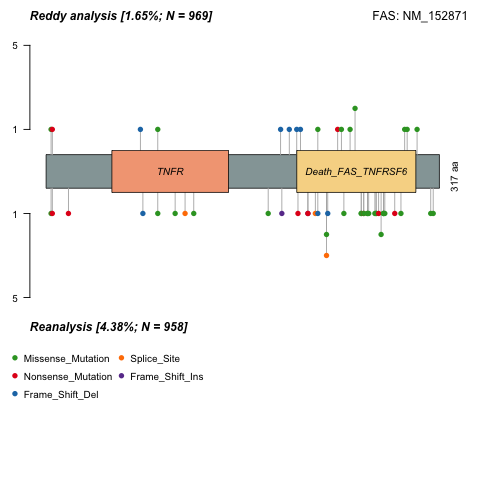 Reddy analysis [1.65%; N = 969]
FAS: NM_152871
5
1
TNFR
Death_FAS_TNFRSF6
317 aa
1
5
Reanalysis [4.38%; N = 958]
Missense_Mutation
Splice_Site
Nonsense_Mutation
Frame_Shift_Ins
Frame_Shift_Del